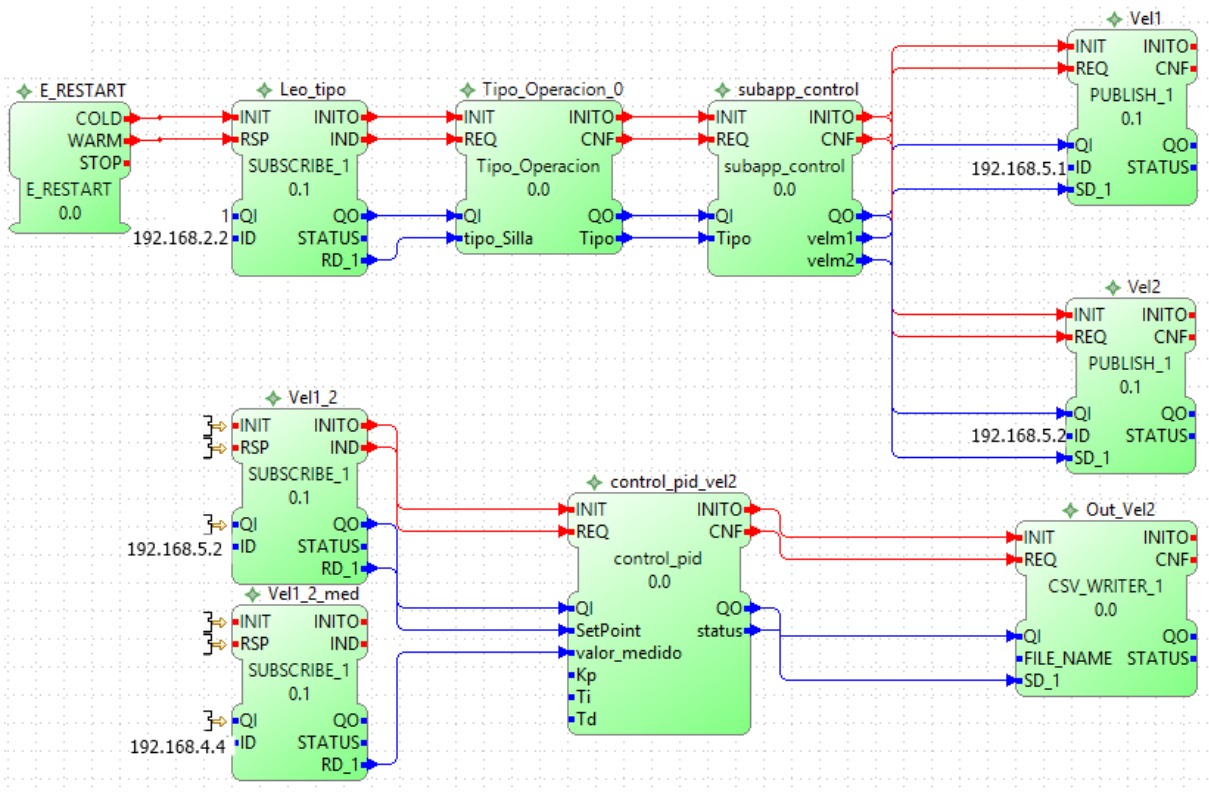 E_RESTART
COLD
WARM
STOP
E_RESTART
0.0
Leo_tipo
INIT INITO
RSP IND
SUBSCRIBE_1
0.1
1 QI QO
192.168.2.2 ID STATUS
RD_1
Tipo_Operacion_0
INIT INITO
REQ CNF
Tipo_Operacion
0.0
QI QO
tipo_Silla Tipo
subapp_control
INIT INITO
REQ CNF
subapp_control
0.0
QI QO
Tipo velm1
velm2
Vel1
INIT INITO
REQ CNF
PUBLISH_1
0.1
QI QO
192.168.5.1 ID STATUS
SD_1
Vel2
INIT INITO
REQ CNF
PUBLISH_1
0.1
QI QO
192.168.5.2 ID STATUS
SD_1
Vel1_2
INIT INITO
RSP IND
SUBSCRIBE_1
0.1
QI QO
192.168.5.2 ID STATUS
RD_1
Vel1_2_med
INIT INITO
RSP IND
SUBSCRIBE_1
0.1
QI QO
192.168.4.4 ID STATUS
RD_1
control_pid_vel2
INIT INITO
REQ CNF
control_pid
0.0
QI QO
SetPoint status
valor_medido
Kp
Ti
Td
Out_Vel2
INIT INITO
REQ CNF
CSV_WRITER_1
0.0
QI QO
FILE_NAME STATUS
SD_1